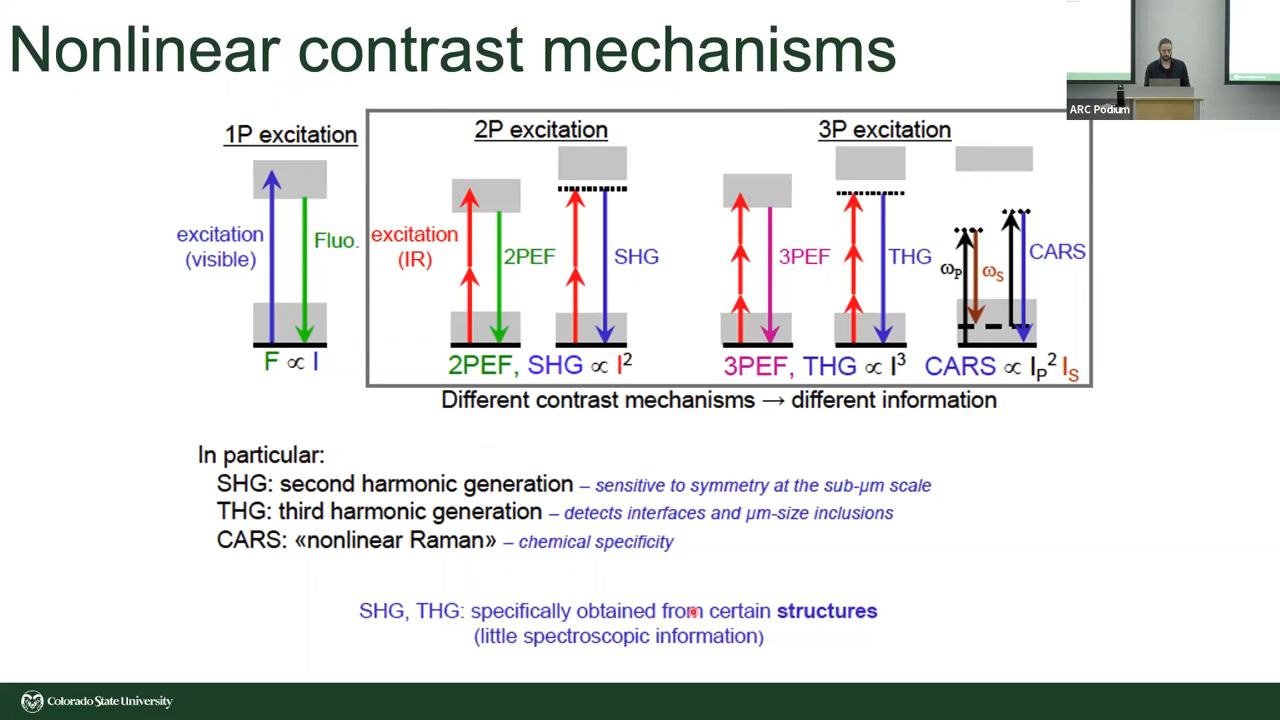 Nonlinear contrast mechanisms
ARC Podium
1P excitation
2P excitation
3P excitation
excitation
(visible)
Fluo.
excitation
(IR)
2PEF
SHG
3PEF
THG
ωP
ωS
CARS
F ∝ I
2PEF, SHG ∝ I²
3PEF, THG ∝ I³
CARS ∝ IP² IS
Different contrast mechanisms → different information
In particular:
SHG: second harmonic generation – sensitive to symmetry at the sub-µm scale
THG: third harmonic generation – detects interfaces and µm-size inclusions
CARS: «nonlinear Raman» – chemical specificity
SHG, THG: specifically obtained from certain structures
(little spectroscopic information)
Colorado State University